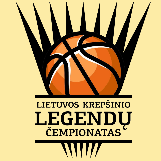 LIETUVOS KREPŠINIO
LEGENDŲ
ČEMPIONATAS